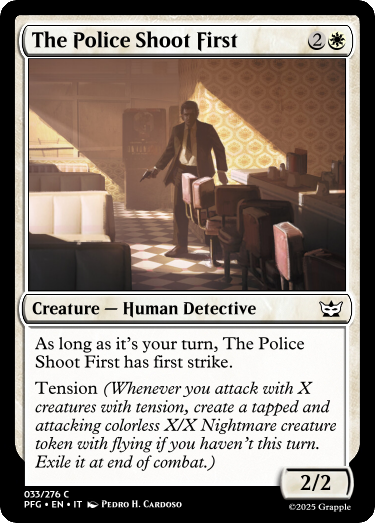 The Police Shoot First 2
Creature — Human Detective
As long as it's your turn, The Police
Shoot First has first strike.
Tension (Whenever you attack with X
creatures with tension, create a tapped and
attacking colorless X/X Nightmare creature
token with flying if you haven't this turn.
Exile it at end of combat.)
2/2
033/276 C
PFG • EN • IT Pedro H. Cardoso
©2025 Grapple